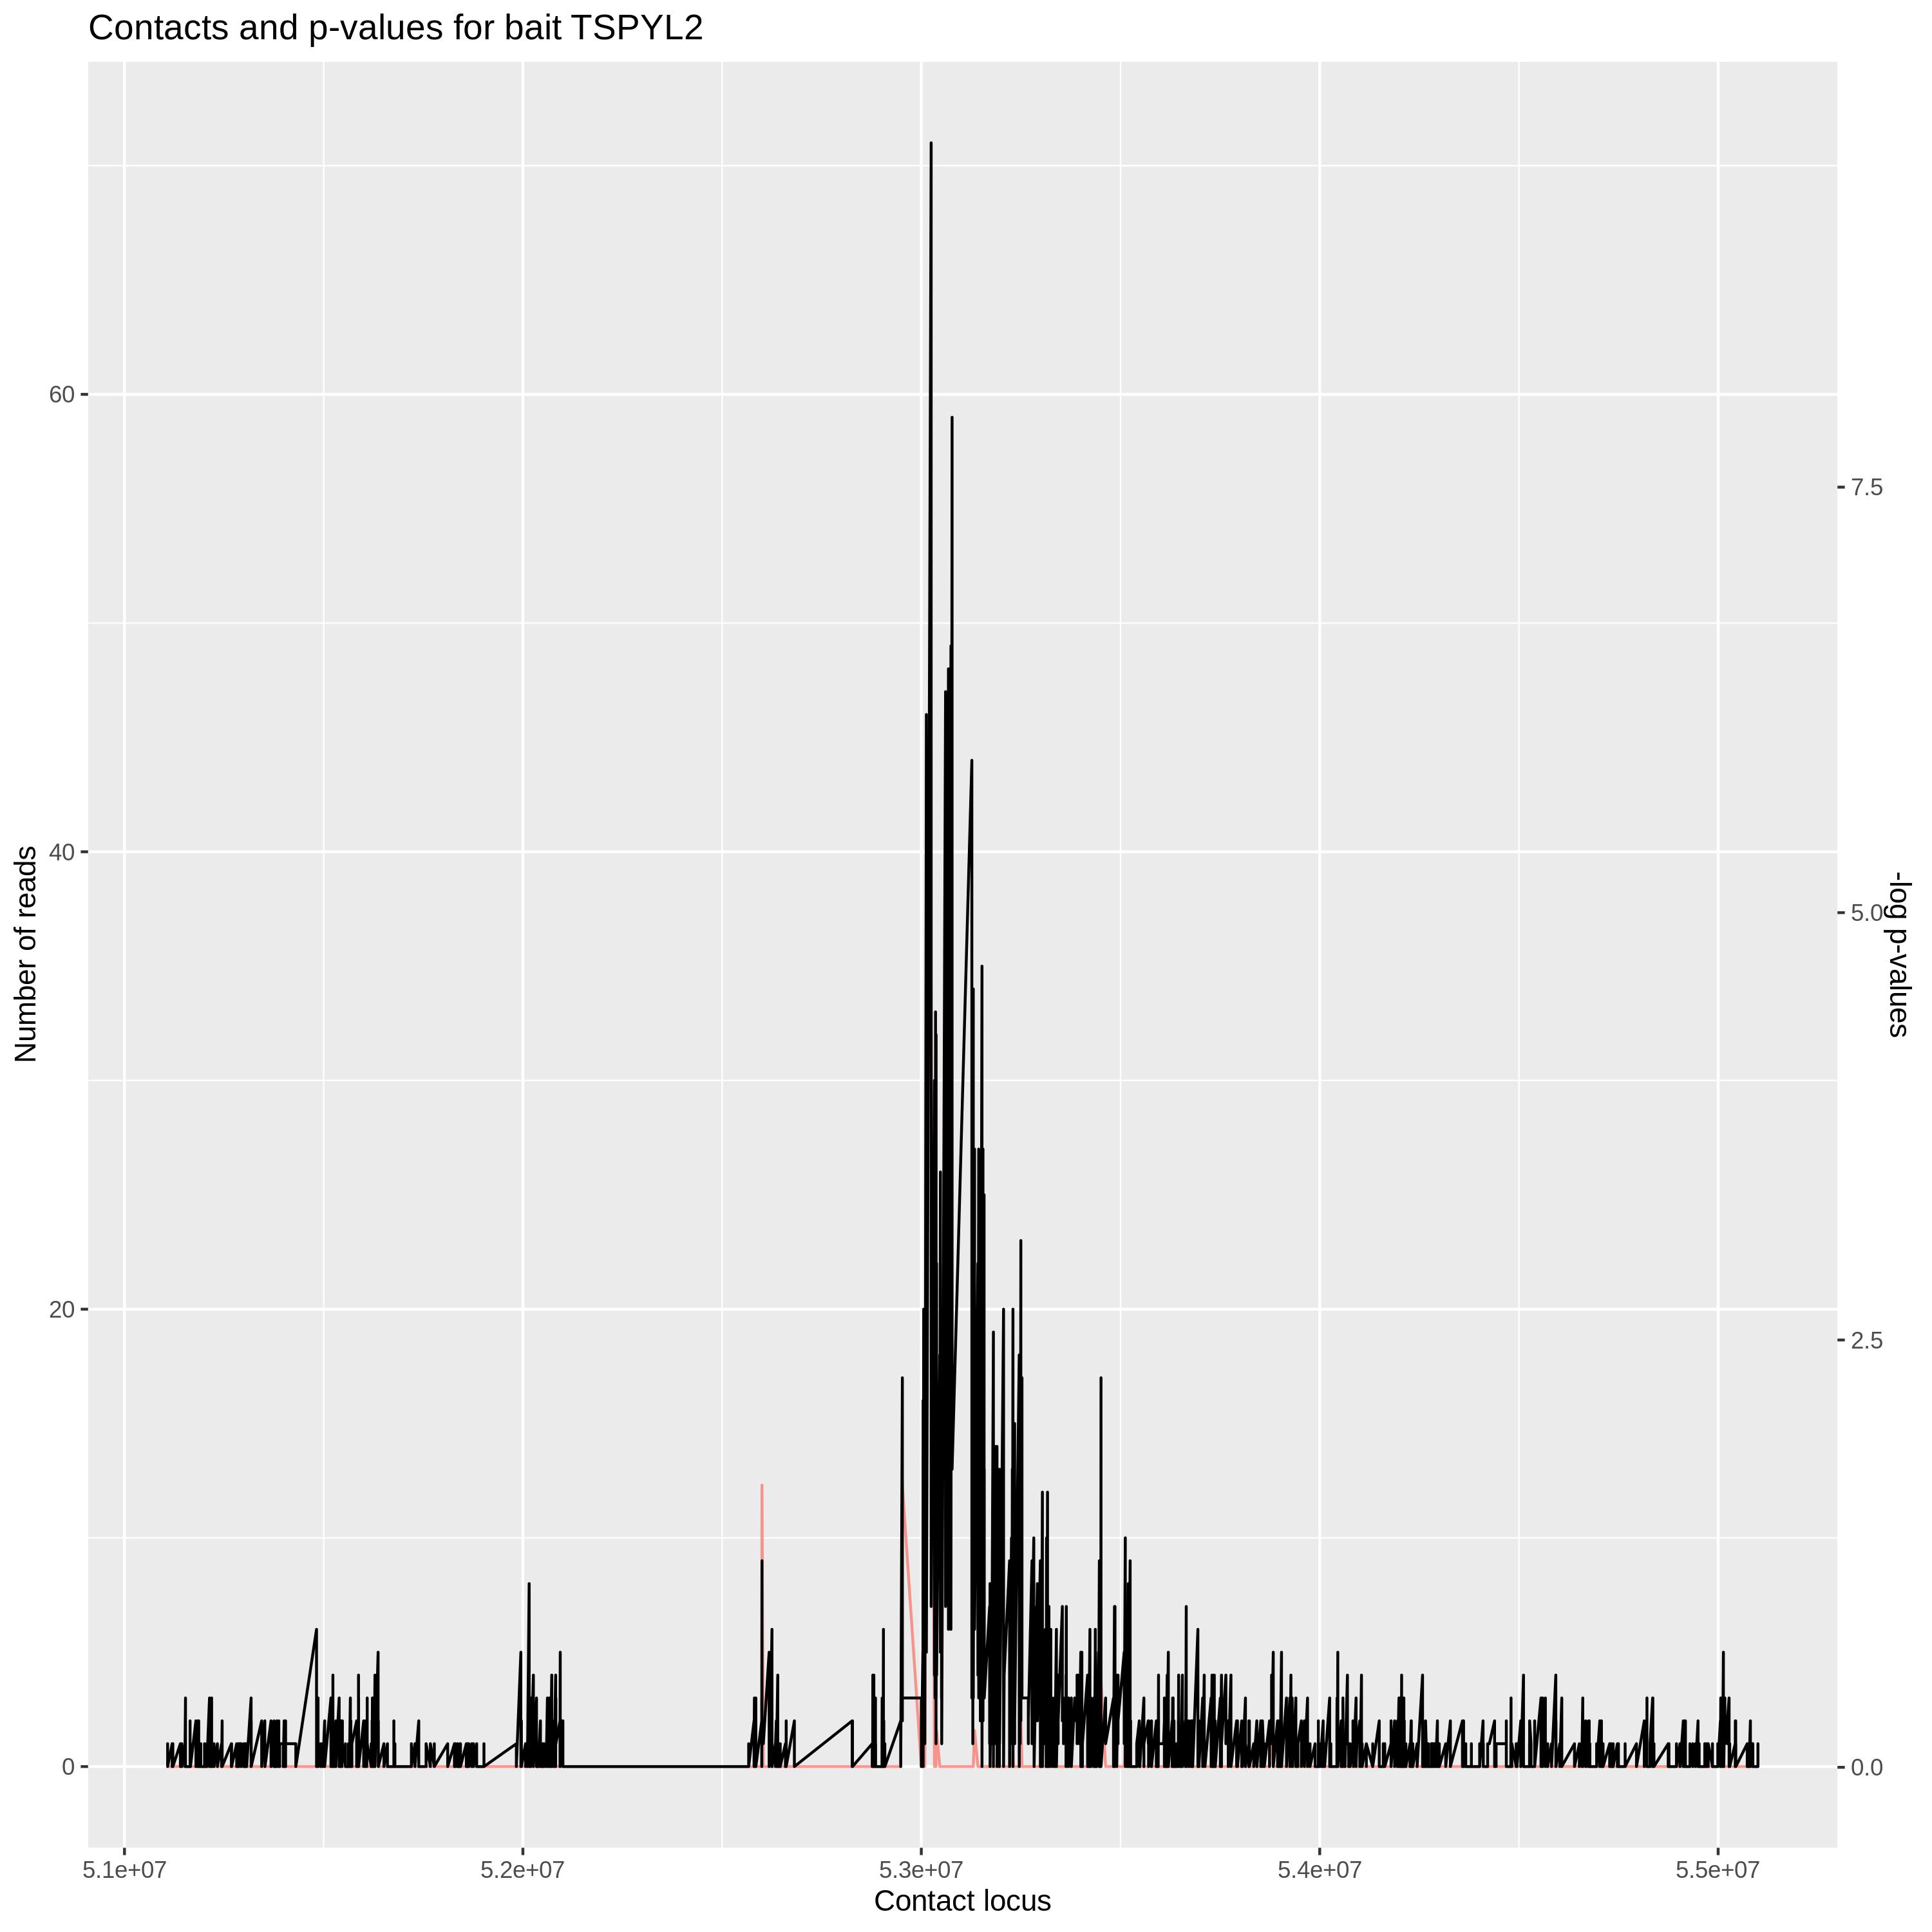 Contacts and p-values for bait TSPYL2
Number of reads
60
40
20
0
7.5
5.0
2.5
0.0
-log p-values
5.1e+07 5.2e+07 5.3e+07 5.4e+07 5.5e+07
Contact locus